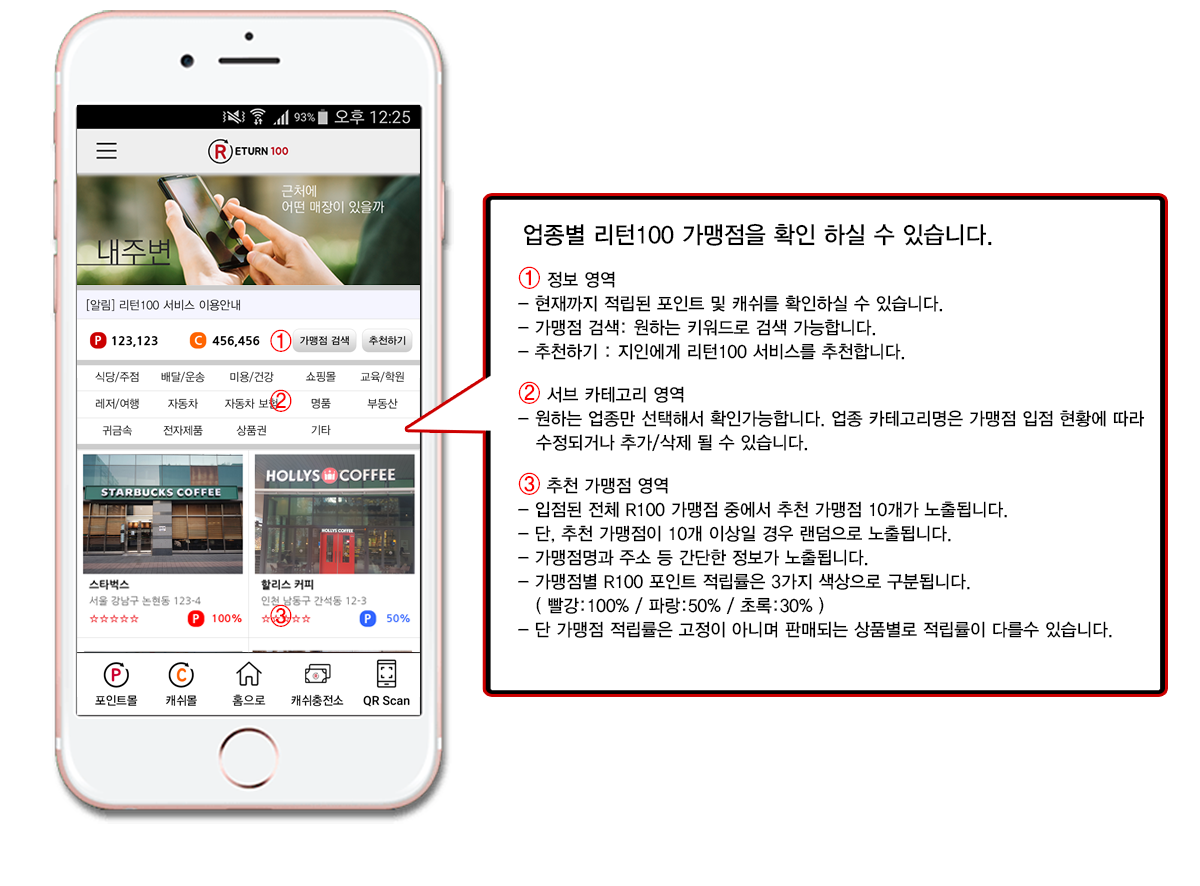 93% 오후 12:25
RETURN 100
근처에
어떤 매장이 있을까
내주변
[알림] 리턴100 서비스 이용안내
P 123,123 C 456,456 ① 가맹점 검색 추천하기
식당/주점 배달/운송 미용/건강 쇼핑몰 교육/학원
레저/여행 자동차 자동차 보험 ② 명품 부동산
귀금속 전자제품 상품권 기타
STARBUCKS COFFEE
HOLLYS COFFEE
HOLLYS COFFEE
스타벅스
서울 강남구 논현동 123-4
☆☆☆☆☆ P 100%
할리스 커피
인천 남동구 간석동 12-3
☆☆☆☆☆ ③ P 50%
P C
포인트몰 캐쉬몰 홈으로 캐쉬충전소 QR Scan
업종별 리턴100 가맹점을 확인 하실 수 있습니다.
① 정보 영역
- 현재까지 적립된 포인트 및 캐쉬를 확인하실 수 있습니다.
- 가맹점 검색: 원하는 키워드로 검색 가능합니다.
- 추천하기 : 지인에게 리턴100 서비스를 추천합니다.
② 서브 카테고리 영역
- 원하는 업종만 선택해서 확인가능합니다. 업종 카테고리명은 가맹점 입점 현황에 따라
수정되거나 추가/삭제 될 수 있습니다.
③ 추천 가맹점 영역
- 입점된 전체 R100 가맹점 중에서 추천 가맹점 10개가 노출됩니다.
- 단, 추천 가맹점이 10개 이상일 경우 랜덤으로 노출됩니다.
- 가맹점명과 주소 등 간단한 정보가 노출됩니다.
- 가맹점별 R100 포인트 적립률은 3가지 색상으로 구분됩니다.
( 빨강:100% / 파랑:50% / 초록:30% )
- 단 가맹점 적립률은 고정이 아니며 판매되는 상품별로 적립률이 다를수 있습니다.